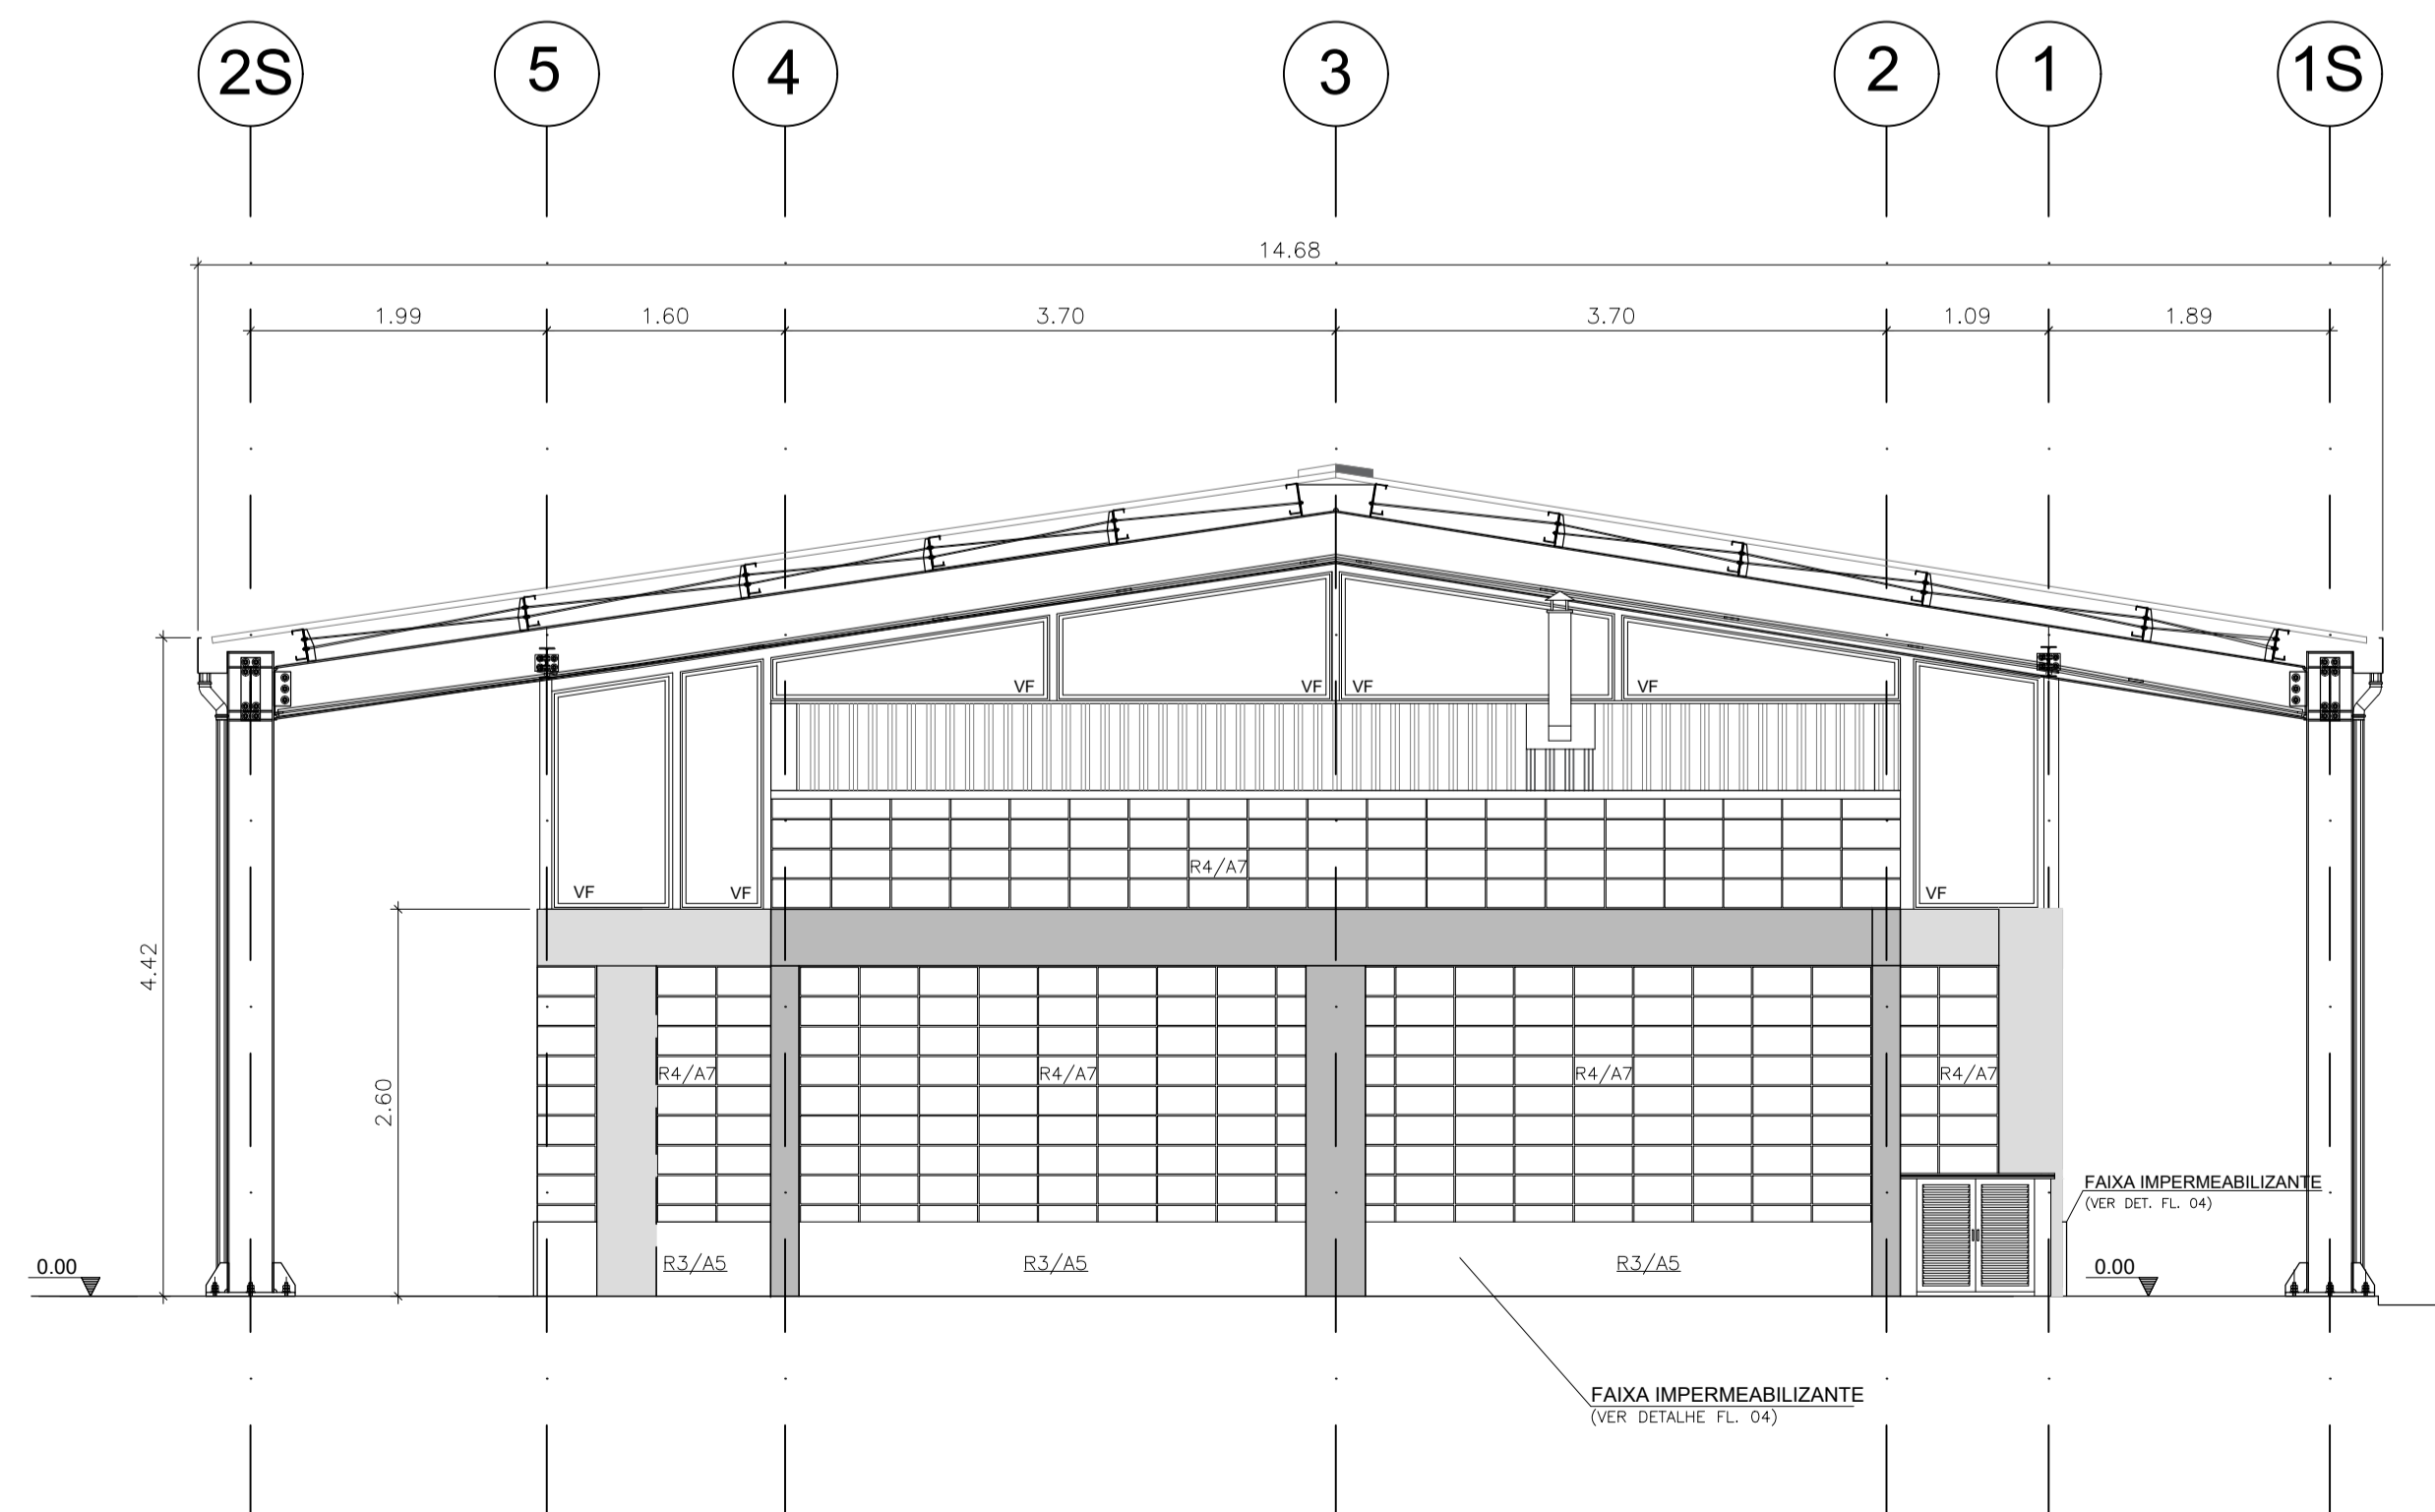 2S 5 4 3 2 1 1S
14.68
1.99 1.60 3.70 3.70 1.09 1.89
VF VF VF VF
R4/A7
VF VF VF
4.42
2.60
R4/A7 R4/A7 R4/A7 R4/A7
FAIXA IMPERMEABILIZANTE
(VER DET. FL. 04)
0.00 R3/A5 R3/A5 R3/A5 0.00
FAIXA IMPERMEABILIZANTE
(VER DETALHE FL. 04)